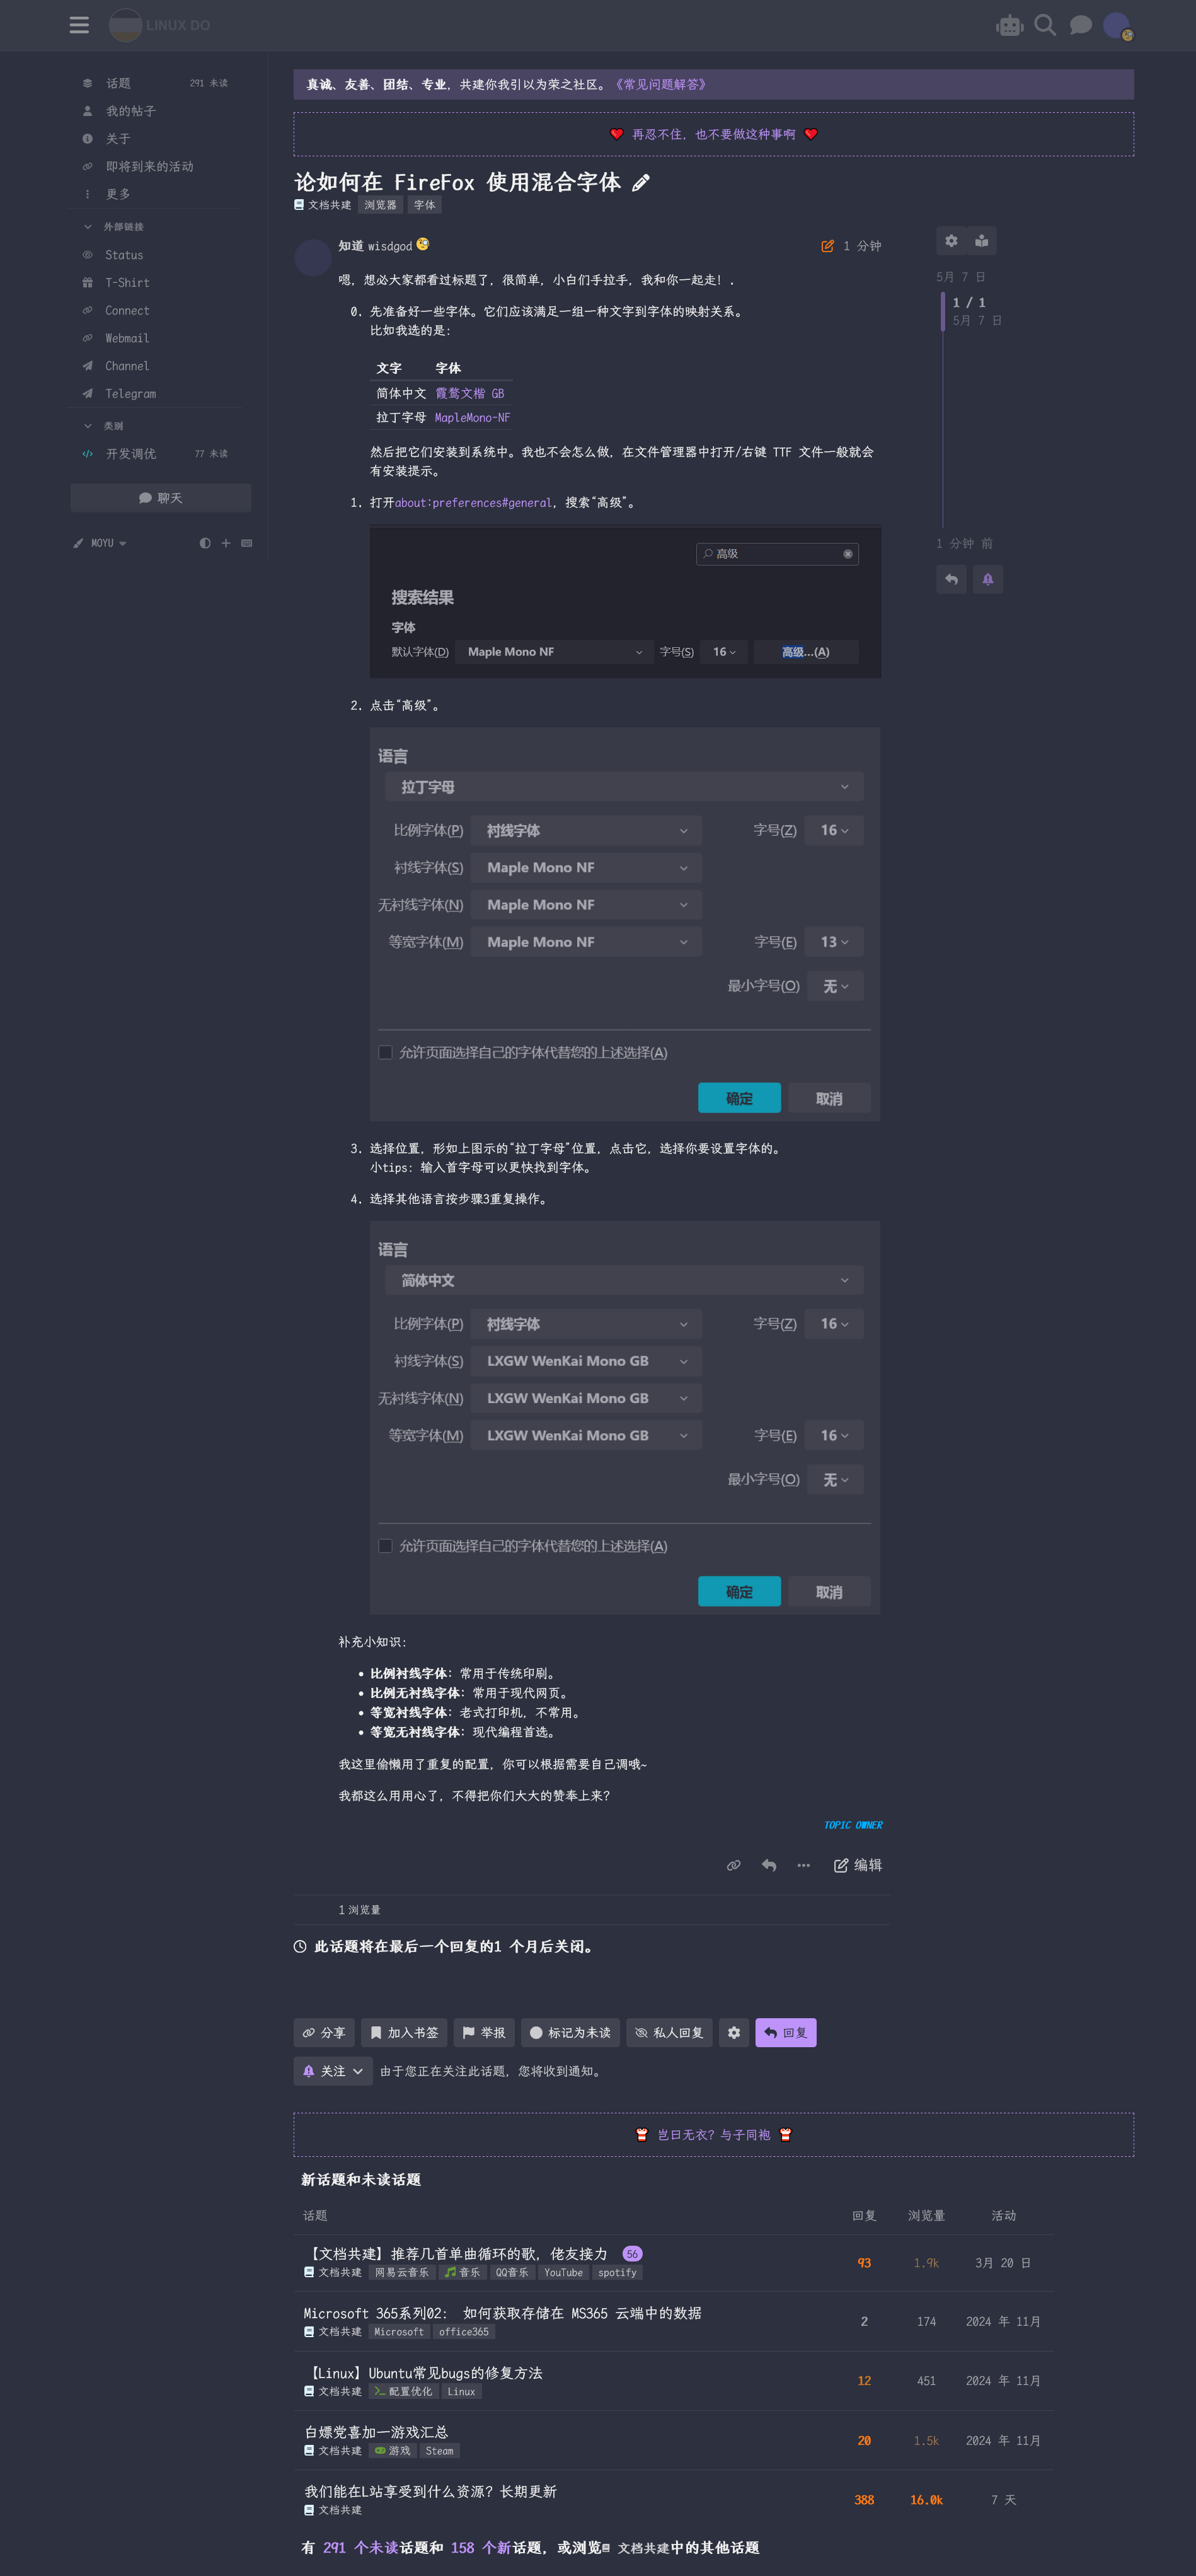 LINUX DO
话题 291 未读
我的帖子
关于
即将到来的活动
更多
外部链接
Status
T-Shirt
Connect
Webmail
Channel
Telegram
类别
开发调优 77 未读
聊天
MOYU
真诚、友善、团结、专业，共建你我引以为荣之社区。《常见问题解答》
再忍不住，也不要做这种事啊
论如何在 FireFox 使用混合字体
文档共建 浏览器 字体
知道 wisdgod 1 分钟
嗯，想必大家都看过标题了，很简单，小白们手拉手，我和你一起走！.
0. 先准备好一些字体。它们应该满足一组一种文字到字体的映射关系。
比如我选的是：
文字 字体
简体中文 霞鹜文楷 GB
拉丁字母 MapleMono-NF
然后把它们安装到系统中。我也不会怎么做，在文件管理器中打开/右键 TTF 文件一般就会
有安装提示。
1. 打开about:preferences#general，搜索“高级”。
高级
搜索结果
字体
默认字体(D) Maple Mono NF 字号(S) 16 高级...(A)
2. 点击“高级”。
语言
拉丁字母
比例字体(P) 衬线字体 字号(Z) 16
衬线字体(S) Maple Mono NF
无衬线字体(N) Maple Mono NF
等宽字体(M) Maple Mono NF 字号(E) 13
最小字号(O) 无
允许页面选择自己的字体代替您的上述选择(A)
确定 取消
3. 选择位置，形如上图示的“拉丁字母”位置，点击它，选择你要设置字体的。
小tips：输入首字母可以更快找到字体。
4. 选择其他语言按步骤3重复操作。
语言
简体中文
比例字体(P) 衬线字体 字号(Z) 16
衬线字体(S) LXGW WenKai Mono GB
无衬线字体(N) LXGW WenKai Mono GB
等宽字体(M) LXGW WenKai Mono GB 字号(E) 16
最小字号(O) 无
允许页面选择自己的字体代替您的上述选择(A)
确定 取消
补充小知识：
• 比例衬线字体：常用于传统印刷。
• 比例无衬线字体：常用于现代网页。
• 等宽衬线字体：老式打印机，不常用。
• 等宽无衬线字体：现代编程首选。
我这里偷懒用了重复的配置，你可以根据需要自己调哦~
我都这么用用心了，不得把你们大大的赞奉上来？
TOPIC OWNER
编辑
1 浏览量
5月 7 日
1 / 1
5月 7 日
1 分钟 前
此话题将在最后一个回复的1 个月后关闭。
分享 加入书签 举报 标记为未读 私人回复 回复
关注 由于您正在关注此话题，您将收到通知。
岂曰无衣？与子同袍
新话题和未读话题
话题 回复 浏览量 活动
【文档共建】推荐几首单曲循环的歌，佬友接力 56 93 1.9k 3月 20 日
文档共建 网易云音乐 音乐 QQ音乐 YouTube spotify
Microsoft 365系列02： 如何获取存储在 MS365 云端中的数据 2 174 2024 年 11月
文档共建 Microsoft office365
【Linux】Ubuntu常见bugs的修复方法 12 451 2024 年 11月
文档共建 配置优化 Linux
白嫖党喜加一游戏汇总 20 1.5k 2024 年 11月
文档共建 游戏 Steam
我们能在L站享受到什么资源？长期更新 388 16.0k 7 天
文档共建
有 291 个未读话题和 158 个新话题，或浏览 文档共建中的其他话题